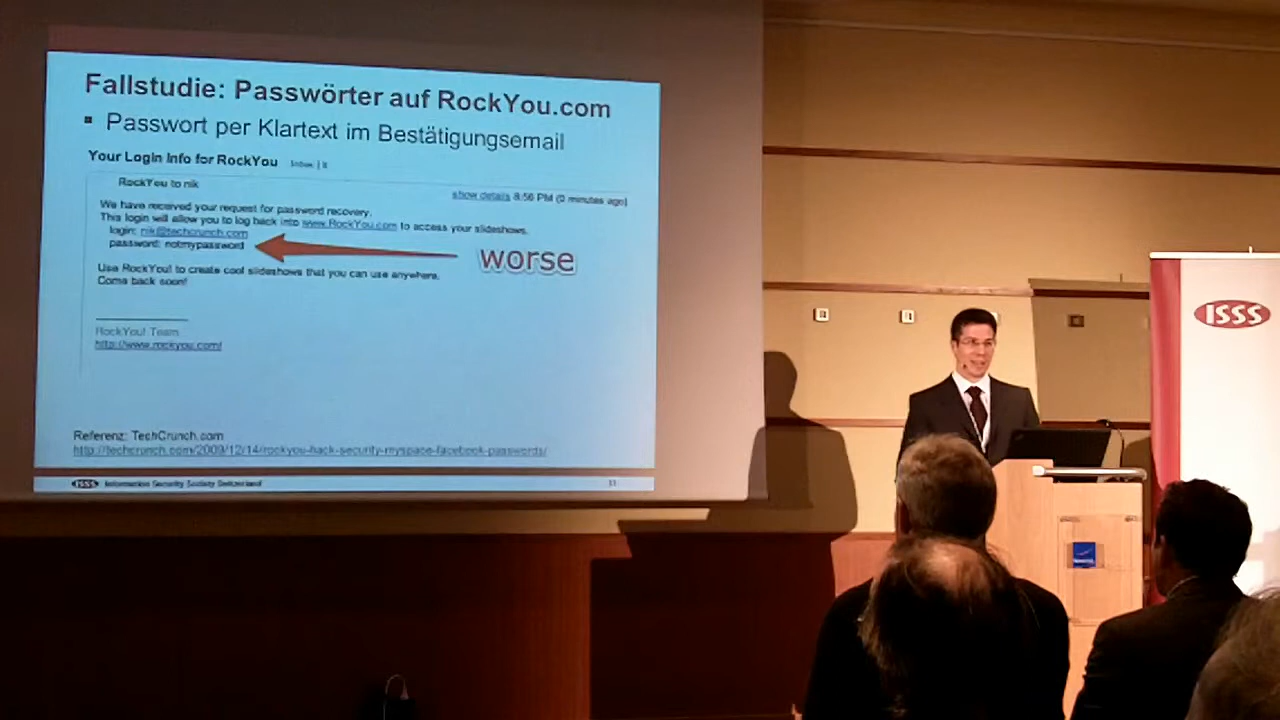 Fallstudie: Passwörter auf RockYou.com
▪ Passwort per Klartext im Bestätigungsemail
Your Login Info for RockYou Inbox | X
RockYou to nik
show details 8:56 PM (0 minutes ago)
We have received your request for password recovery.
This login will allow you to log back into www.RockYou.com to access your slideshows.
login: nik@techcrunch.com
password: notmypassword
worse
Use RockYou! to create cool slideshows that you can use anywhere.
Come back soon!
RockYou! Team
http://www.rockyou.com/
Referenz: TechCrunch.com
http://techcrunch.com/2009/12/14/rockyou-hack-security-myspace-facebook-passwords/
ISSS Information Security Society Switzerland
ISSS